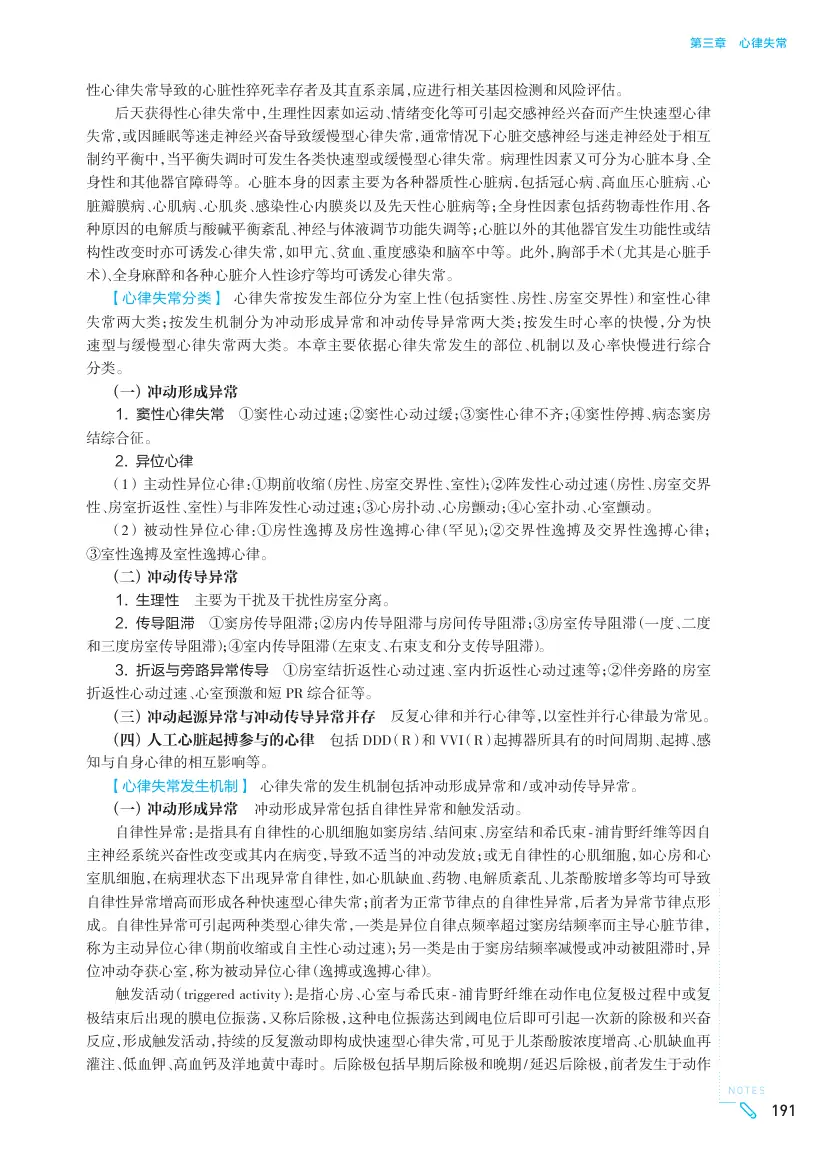 第三章　心律失常
性心律失常导致的心脏性猝死幸存者及其直系亲属,应进行相关基因检测和风险评估。
后天获得性心律失常中,生理性因素如运动、情绪变化等可引起交感神经兴奋而产生快速型心律
失常,或因睡眠等迷走神经兴奋导致缓慢型心律失常,通常情况下心脏交感神经与迷走神经处于相互
制约平衡中,当平衡失调时可发生各类快速型或缓慢型心律失常。病理性因素又可分为心脏本身、全
身性和其他器官障碍等。心脏本身的因素主要为各种器质性心脏病,包括冠心病、高血压心脏病、心
脏瓣膜病、心肌病、心肌炎、感染性心内膜炎以及先天性心脏病等;全身性因素包括药物毒性作用、各
种原因的电解质与酸碱平衡紊乱、神经与体液调节功能失调等;心脏以外的其他器官发生功能性或结
构性改变时亦可诱发心律失常,如甲亢、贫血、重度感染和脑卒中等。此外,胸部手术(尤其是心脏手
术)、全身麻醉和各种心脏介入性诊疗等均可诱发心律失常。
【心律失常分类】 心律失常按发生部位分为室上性(包括窦性、房性、房室交界性)和室性心律
失常两大类;按发生机制分为冲动形成异常和冲动传导异常两大类;按发生时心率的快慢,分为快
速型与缓慢型心律失常两大类。本章主要依据心律失常发生的部位、机制以及心率快慢进行综合
分类。
(一)冲动形成异常
1. 窦性心律失常　①窦性心动过速;②窦性心动过缓;③窦性心律不齐;④窦性停搏、病态窦房
结综合征。
2. 异位心律
(1)主动性异位心律:①期前收缩(房性、房室交界性、室性);②阵发性心动过速(房性、房室交界
性、房室折返性、室性)与非阵发性心动过速;③心房扑动、心房颤动;④心室扑动、心室颤动。
(2)被动性异位心律:①房性逸搏及房性逸搏心律(罕见);②交界性逸搏及交界性逸搏心律;
③室性逸搏及室性逸搏心律。
(二)冲动传导异常
1. 生理性　主要为干扰及干扰性房室分离。
2. 传导阻滞　①窦房传导阻滞;②房内传导阻滞与房间传导阻滞;③房室传导阻滞(一度、二度
和三度房室传导阻滞);④室内传导阻滞(左束支、右束支和分支传导阻滞)。
3. 折返与旁路异常传导　①房室结折返性心动过速、室内折返性心动过速等;②伴旁路的房室
折返性心动过速、心室预激和短 PR 综合征等。
(三)冲动起源异常与冲动传导异常并存　反复心律和并行心律等,以室性并行心律最为常见。
(四)人工心脏起搏参与的心律　包括 DDD(R)和 VVI(R)起搏器所具有的时间周期、起搏、感
知与自身心律的相互影响等。
【心律失常发生机制】 心律失常的发生机制包括冲动形成异常和/或冲动传导异常。
(一)冲动形成异常　冲动形成异常包括自律性异常和触发活动。
自律性异常:是指具有自律性的心肌细胞如窦房结、结间束、房室结和希氏束-浦肯野纤维等因自
主神经系统兴奋性改变或其内在病变,导致不适当的冲动发放;或无自律性的心肌细胞,如心房和心
室肌细胞,在病理状态下出现异常自律性,如心肌缺血、药物、电解质紊乱、儿茶酚胺增多等均可导致
自律性异常增高而形成各种快速型心律失常;前者为正常节律点的自律性异常,后者为异常节律点形
成。自律性异常可引起两种类型心律失常,一类是异位自律点频率超过窦房结频率而主导心脏节律,
称为主动异位心律(期前收缩或自主性心动过速);另一类是由于窦房结频率减慢或冲动被阻滞时,异
位冲动夺获心室,称为被动异位心律(逸搏或逸搏心律)。
触发活动(triggered activity):是指心房、心室与希氏束-浦肯野纤维在动作电位复极过程中或复
极结束后出现的膜电位振荡,又称后除极,这种电位振荡达到阈电位后即可引起一次新的除极和兴奋
反应,形成触发活动,持续的反复激动即构成快速型心律失常,可见于儿茶酚胺浓度增高、心肌缺血再
灌注、低血钾、高血钙及洋地黄中毒时。后除极包括早期后除极和晚期/延迟后除极,前者发生于动作
NOTES
191